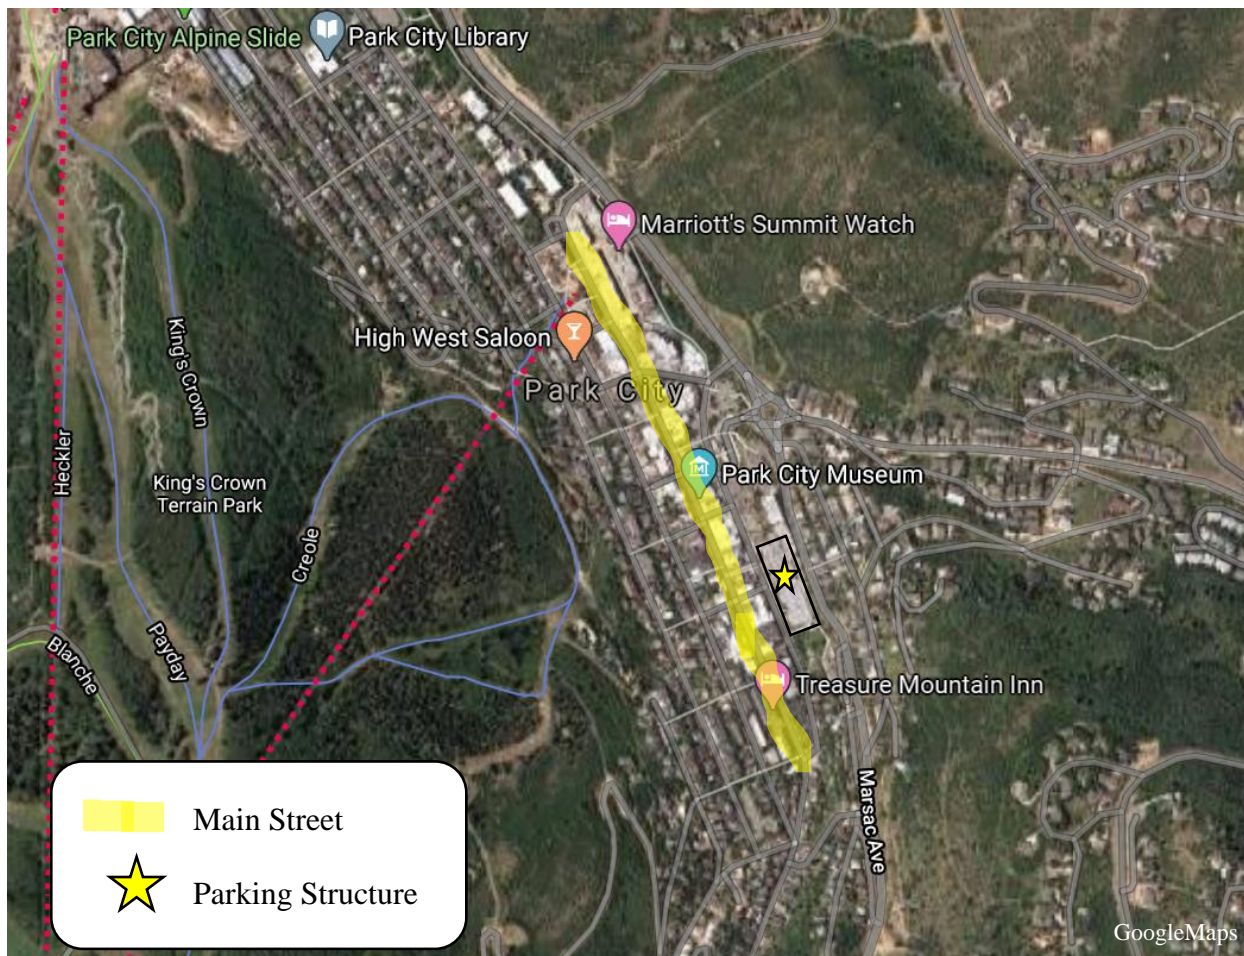 Park City Alpine Slide
Park City Library
Marriott's Summit Watch
High West Saloon
Park City
King's Crown
Heckler
Park City Museum
King's Crown
Terrain Park
Creole
Payday
Blanche
Treasure Mountain Inn
Marsac Ave
Main Street
Parking Structure
GoogleMaps